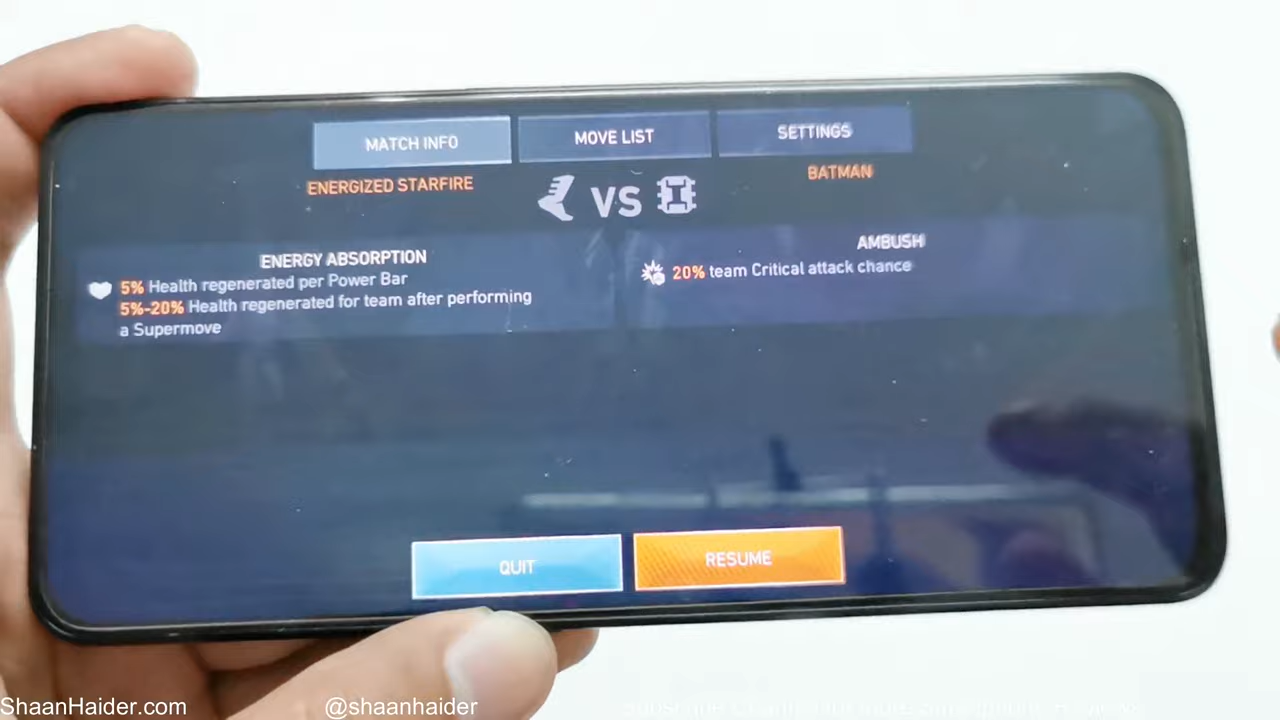 MATCH INFO
MOVE LIST
SETTINGS
ENERGIZED STARFIRE
VS
BATMAN
ENERGY ABSORPTION
5% Health regenerated per Power Bar
5%-20% Health regenerated for team after performing
a Supermove
AMBUSH
20% team Critical attack chance
QUIT
RESUME
ShaanHaider.com
@shaanhaider